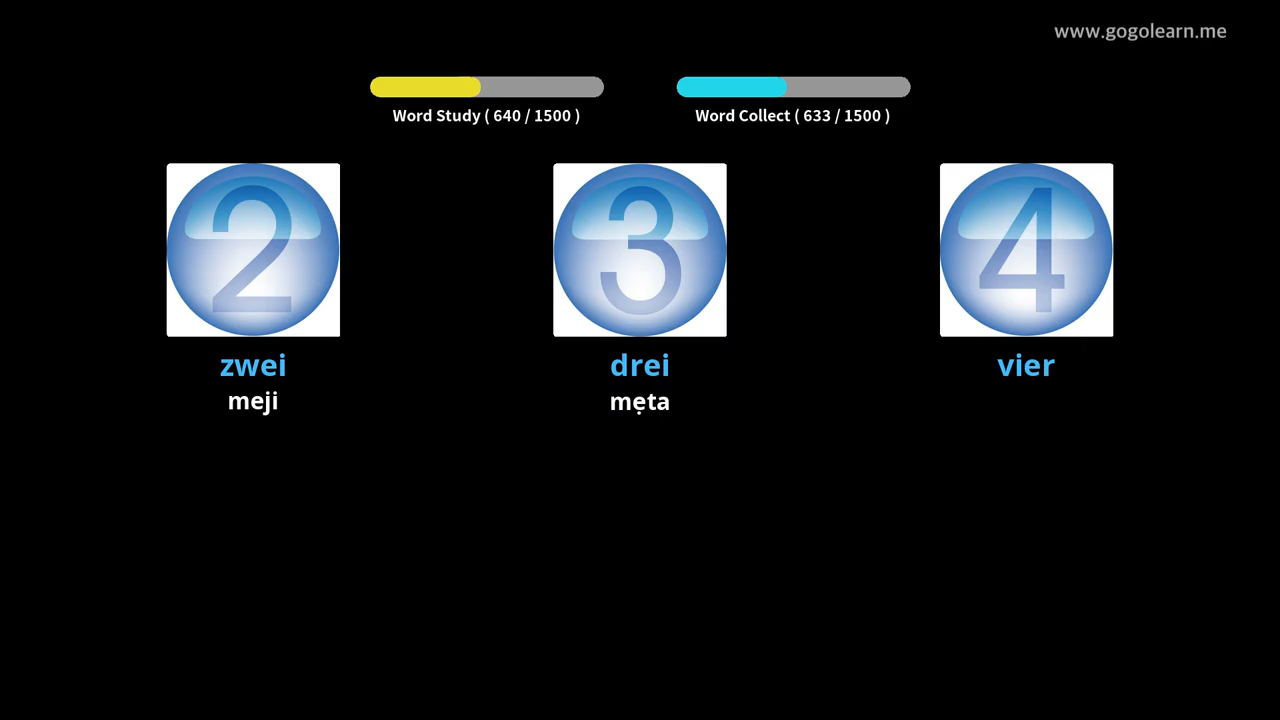 www.gogolearn.me
Word Study ( 640 / 1500 )
Word Collect ( 633 / 1500 )
2
3
4
zwei
drei
vier
meji
mẹta